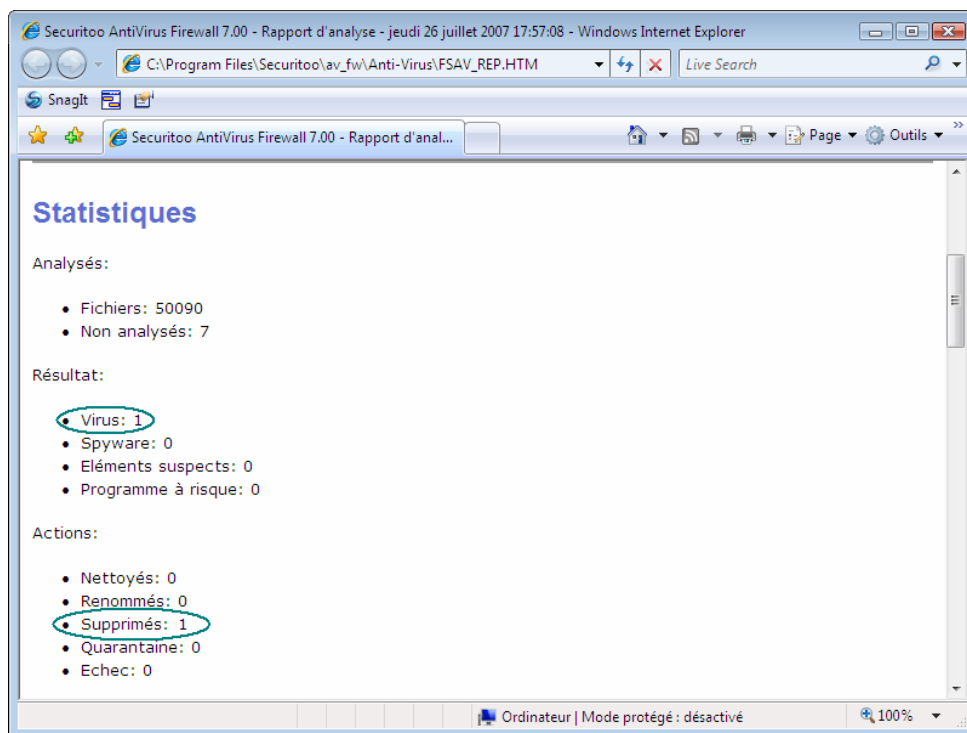 Securitoo AntiVirus Firewall 7.00 - Rapport d'analyse - jeudi 26 juillet 2007 17:57:08 - Windows Internet Explorer
C:\Program Files\Securitoo\av_fw\Anti-Virus\FSAV_REP.HTM
Live Search
SnagIt
Securitoo AntiVirus Firewall 7.00 - Rapport d'anal...
Page
Outils
»
Statistiques
Analysés:
• Fichiers: 50090
• Non analysés: 7
Résultat:
• Virus: 1
• Spyware: 0
• Eléments suspects: 0
• Programme à risque: 0
Actions:
• Nettoyés: 0
• Renommés: 0
• Supprimés: 1
• Quarantaine: 0
• Echec: 0
Ordinateur | Mode protégé : désactivé
100%